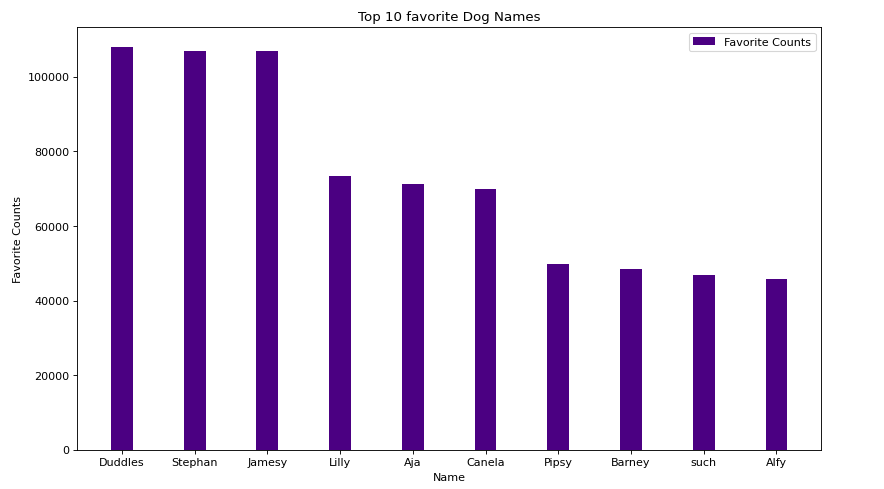 Top 10 favorite Dog Names
Favorite Counts
Favorite Counts
100000
80000
60000
40000
20000
0
Duddles Stephan Jamesy Lilly Aja Canela Pipsy Barney such Alfy
Name